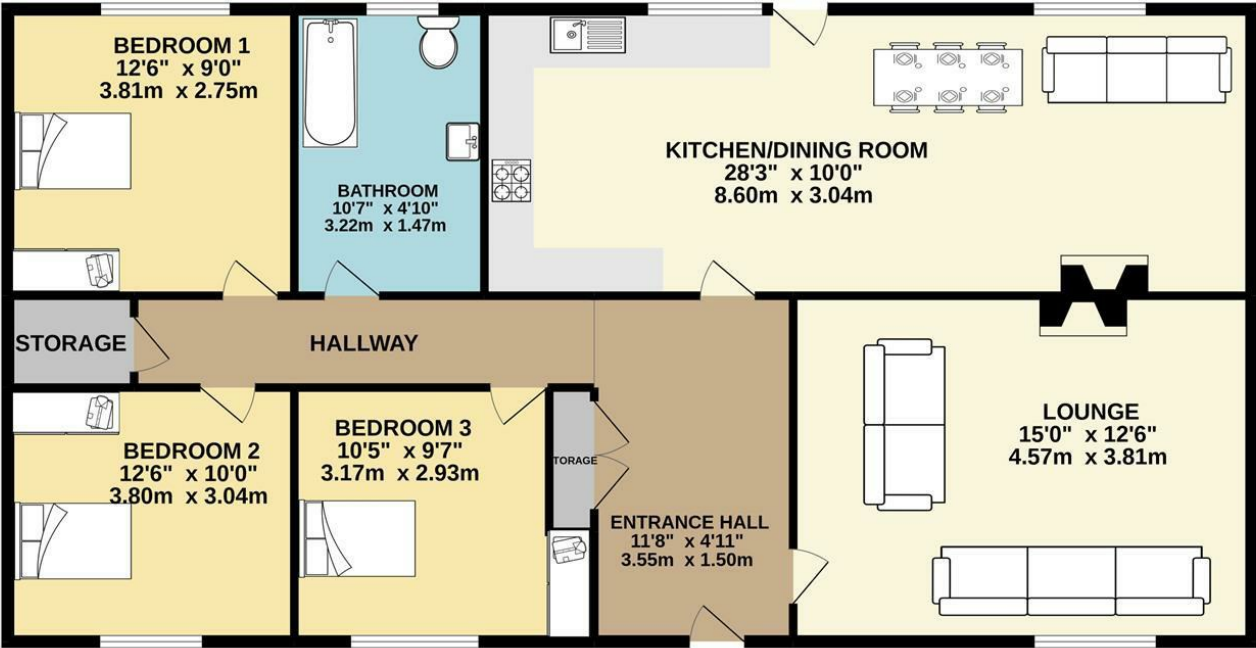 BEDROOM 1
12'6" x 9'0"
3.81m x 2.75m
BATHROOM
10'7" x 4'10"
3.22m x 1.47m
KITCHEN/DINING ROOM
28'3" x 10'0"
8.60m x 3.04m
STORAGE
HALLWAY
BEDROOM 2
12'6" x 10'0"
3.80m x 3.04m
BEDROOM 3
10'5" x 9'7"
3.17m x 2.93m
TORAGE
ENTRANCE HALL
11'8" x 4'11"
3.55m x 1.50m
LOUNGE
15'0" x 12'6"
4.57m x 3.81m